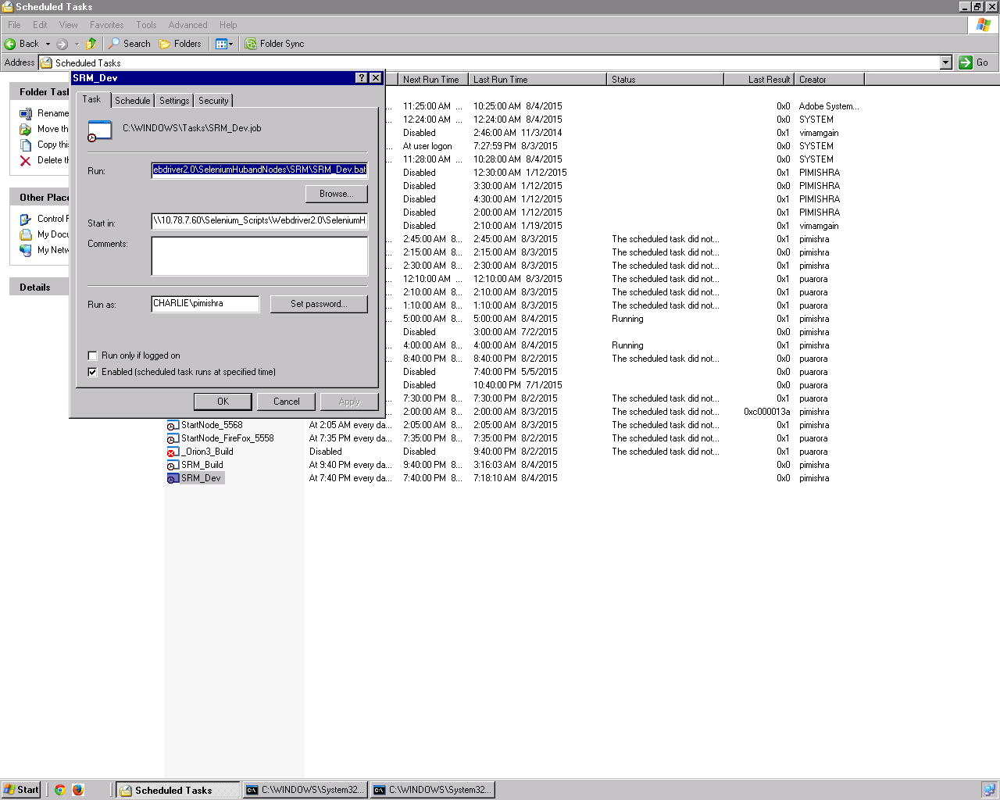 Scheduled Tasks
File Edit View Favorites Tools Advanced Help
Back Search Folders Folder Sync
Address Scheduled Tasks Go
Folder Tas
Rename
Move th
Copy this
Delete th
Other Place
Control P
My Docu
My Netw
Details
SRM_Dev
Task Schedule Settings Security
C:\WINDOWS\Tasks\SRM_Dev.job
Run: ebdriver2.0\SeleniumHubandNodes\SRM\SRM_Dev.bat
Browse...
Start in: \\10.78.7.60\Selenium_Scripts\Webdriver2.0\SeleniumH
Comments:
Run as: CHARLIE\pimishra Set password...
Run only if logged on
Enabled (scheduled task runs at specified time)
OK Cancel Apply
Next Run Time Last Run Time Status Last Result Creator
... 11:25:00 AM ... 10:25:00 AM 8/4/2015 0x0 Adobe System...
... 12:24:00 AM ... 12:24:00 AM 8/4/2015 0x0 SYSTEM
... Disabled 2:46:00 AM 11/3/2014 0x1 vimamgain
... At user logon 7:27:59 PM 8/3/2015 0x0 SYSTEM
... 11:28:00 AM ... 10:28:00 AM 8/4/2015 0x0 SYSTEM
Disabled 12:30:00 AM 1/12/2015 0x0 PIMISHRA
Disabled 3:30:00 AM 1/12/2015 0x0 PIMISHRA
Disabled 4:30:00 AM 1/12/2015 0x0 PIMISHRA
Disabled 2:00:00 AM 1/12/2015 0x0 PIMISHRA
Disabled 2:10:00 AM 1/19/2015 0x0 vimamgain
... 2:45:00 AM 8... 2:45:00 AM 8/3/2015 The scheduled task did not... 0x1 pimishra
... 2:15:00 AM 8... 2:15:00 AM 8/3/2015 The scheduled task did not... 0x0 pimishra
... 2:30:00 AM 8... 2:30:00 AM 8/3/2015 The scheduled task did not... 0x1 pimishra
... 12:10:00 AM ... 12:10:00 AM 8/3/2015 The scheduled task did not... 0x1 puarora
... 2:10:00 AM 8... 2:10:00 AM 8/3/2015 The scheduled task did not... 0x1 puarora
... 1:10:00 AM 8... 1:10:00 AM 8/3/2015 The scheduled task did not... 0x1 puarora
... 5:00:00 AM 8... 5:00:00 AM 8/4/2015 Running 0x1 pimishra
Disabled 3:00:00 AM 7/2/2015 0x0 pimishra
... 4:00:00 AM 8... 4:00:00 AM 8/4/2015 Running 0x1 pimishra
... 8:40:00 PM 8... 8:40:00 PM 8/2/2015 The scheduled task did not... 0x0 puarora
Disabled 7:40:00 PM 5/5/2015 0x1 puarora
Disabled 10:40:00 PM 7/1/2015 0x0 puarora
... 7:30:00 PM 8... 7:30:00 PM 8/2/2015 The scheduled task did not... 0x1 puarora
... 2:00:00 AM 8... 2:00:00 AM 8/3/2015 The scheduled task did not... 0xc000013a pimishra
StartNode_5568 At 2:05 AM every da... 2:05:00 AM 8... 2:05:00 AM 8/3/2015 The scheduled task did not... 0x1 pimishra
StartNode_FireFox_5558 At 7:35 PM every da... 7:35:00 PM 8... 7:35:00 PM 8/2/2015 The scheduled task did not... 0x1 puarora
_Orion3_Build Disabled Disabled 9:40:00 PM 8/2/2015 The scheduled task did not... 0x1 puarora
SRM_Build At 9:40 PM every da... 9:40:00 PM 8... 3:16:03 AM 8/4/2015 0x0 pimishra
SRM_Dev At 7:40 PM every da... 7:40:00 PM 8... 7:18:10 AM 8/4/2015 0x0 pimishra
Start Scheduled Tasks C:\WINDOWS\System32... C:\WINDOWS\System32...